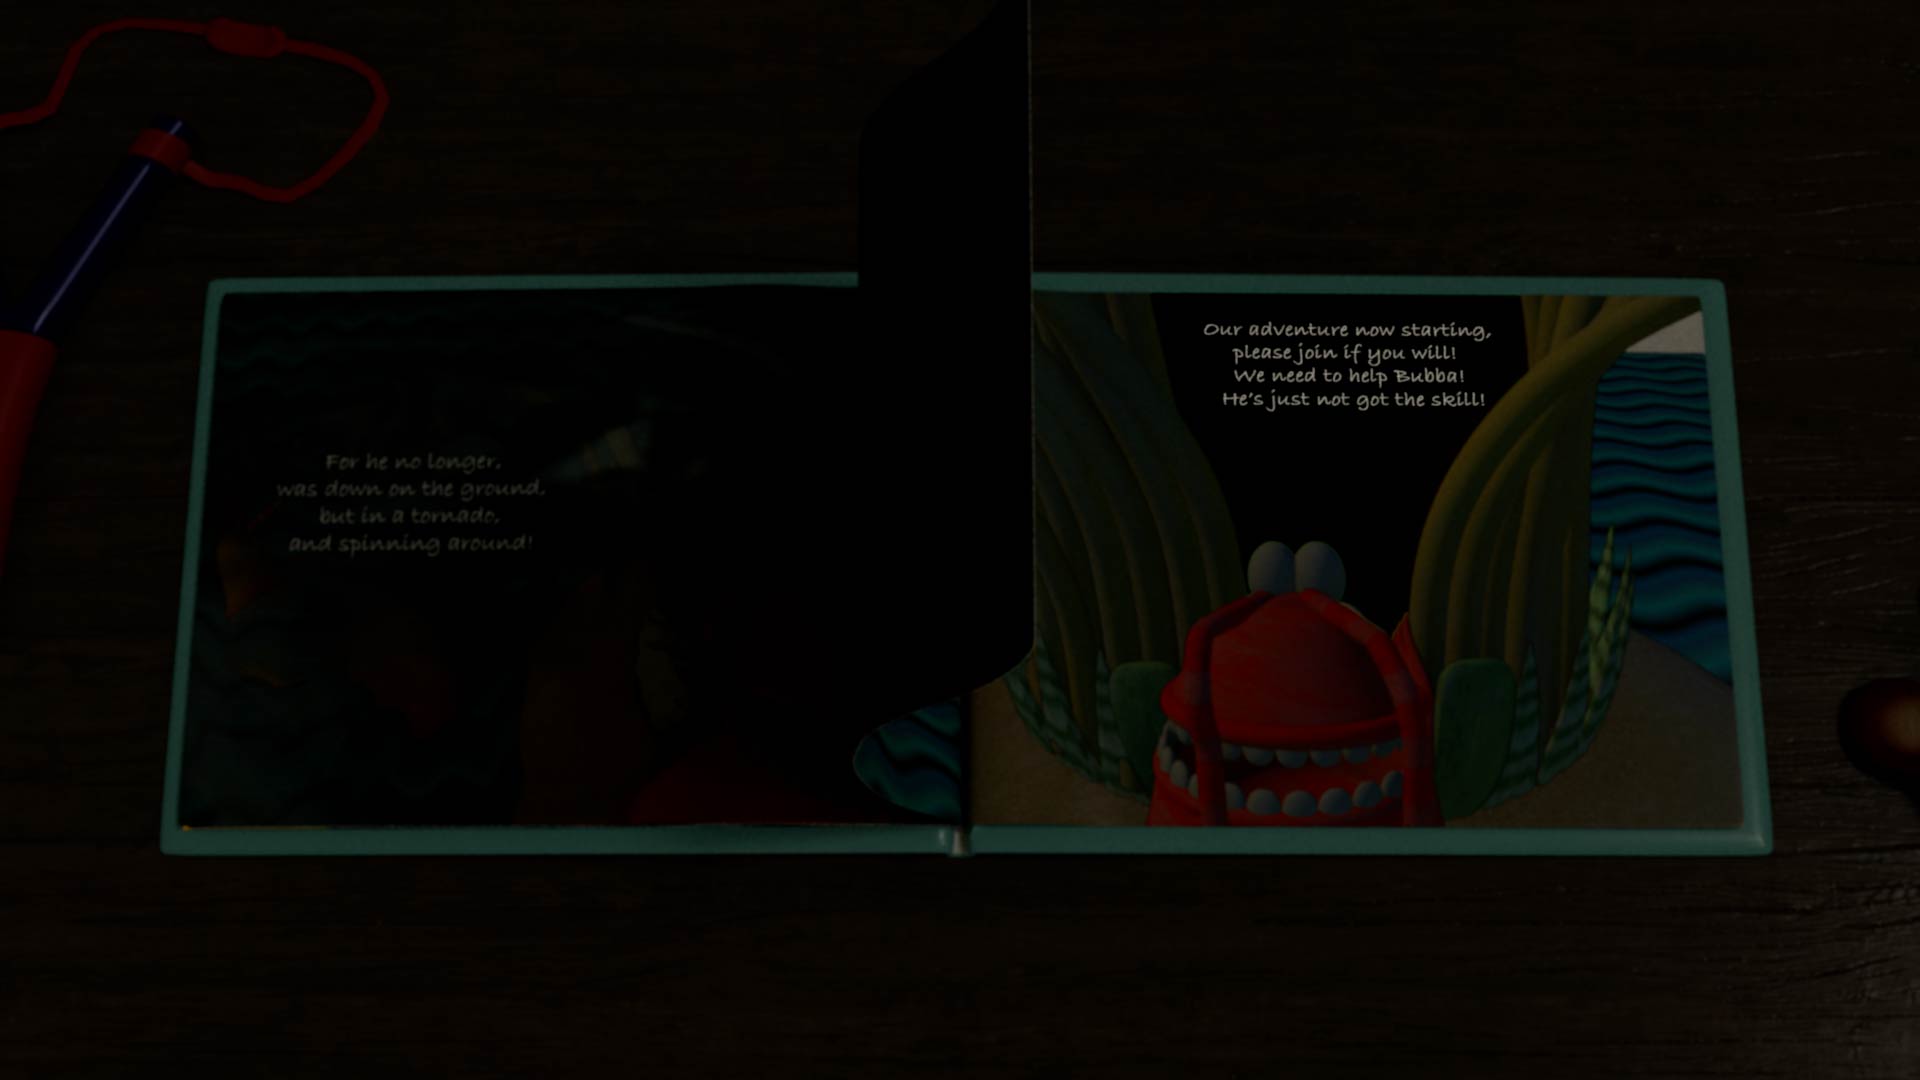 For he no longer,
was down on the ground,
but in a tornado,
and spinning around!
Our adventure now starting,
please join if you will!
We need to help Bubba!
He's just not got the skill!